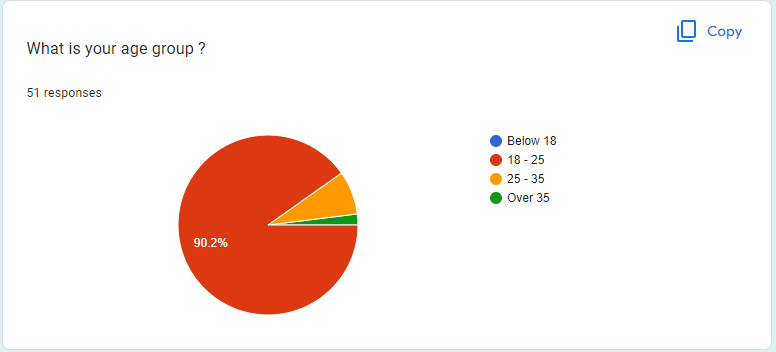 Copy
What is your age group ?
51 responses
Below 18
18 - 25
25 - 35
Over 35
90.2%